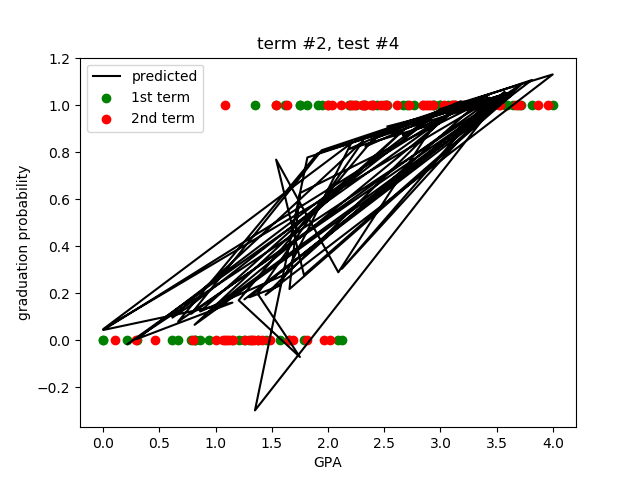 term #2, test #4
predicted
1st term
2nd term
graduation probability
1.2
1.0
0.8
0.6
0.4
0.2
0.0
−0.2
0.0 0.5 1.0 1.5 2.0 2.5 3.0 3.5 4.0
GPA